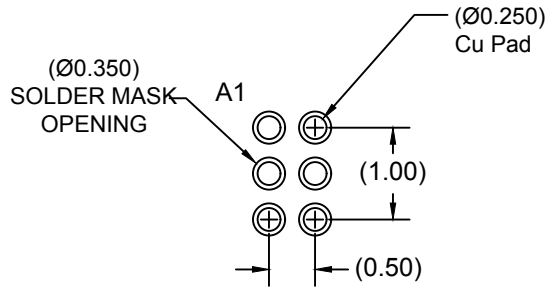 (Ø0.250)
Cu Pad
(Ø0.350)
SOLDER MASK
OPENING
A1
(1.00)
(0.50)